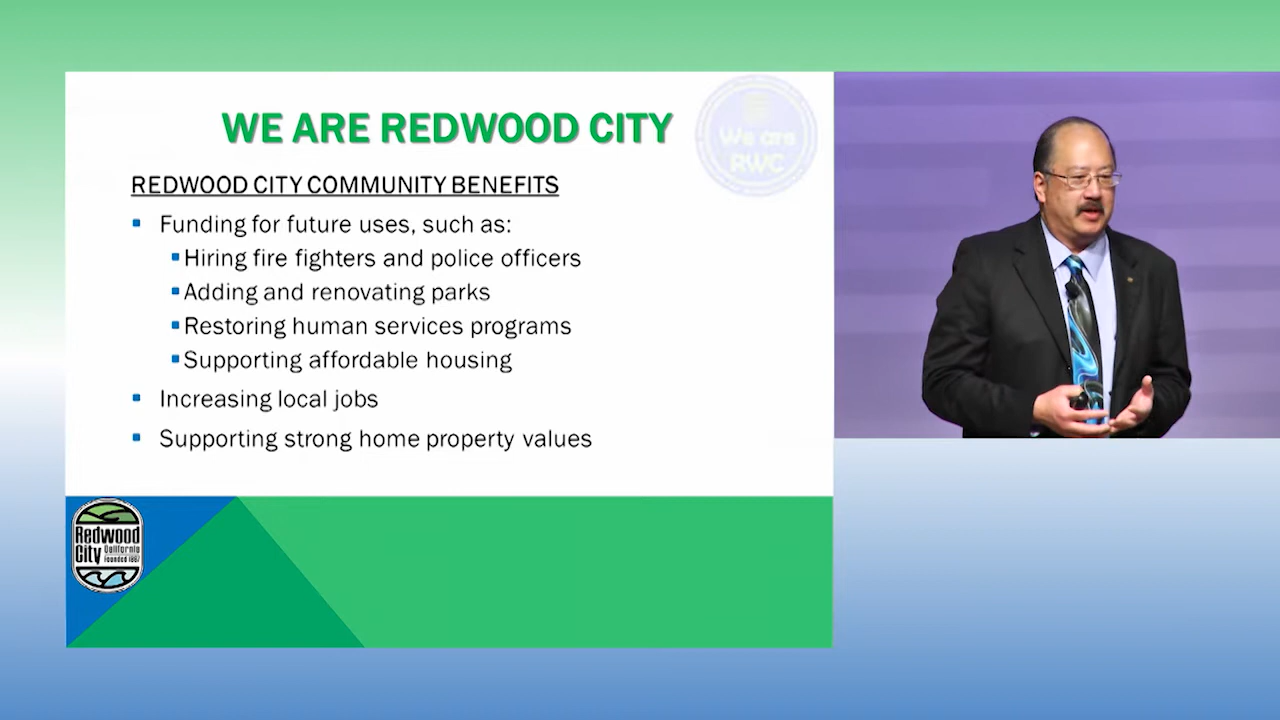 WE ARE REDWOOD CITY
We are
RWC
REDWOOD CITY COMMUNITY BENEFITS
Funding for future uses, such as:
Hiring fire fighters and police officers
Adding and renovating parks
Restoring human services programs
Supporting affordable housing
Increasing local jobs
Supporting strong home property values
Redwood
City
California
Founded 1867